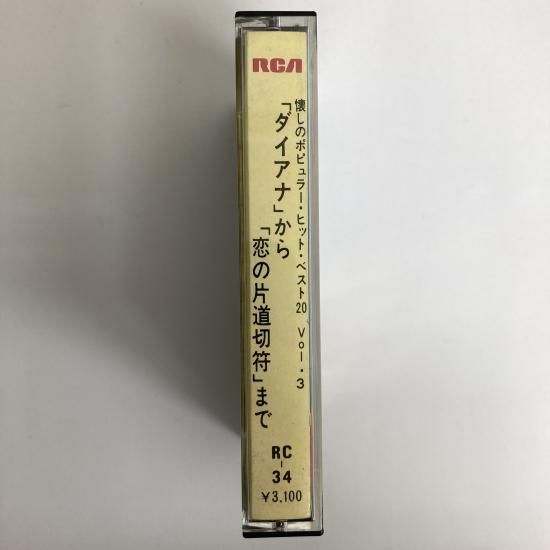 RCA
懐しのポピュラー・ヒット・ベスト20 Vol.3
「ダイアナ」から
「恋の片道切符」まで
RC-34
¥3,100